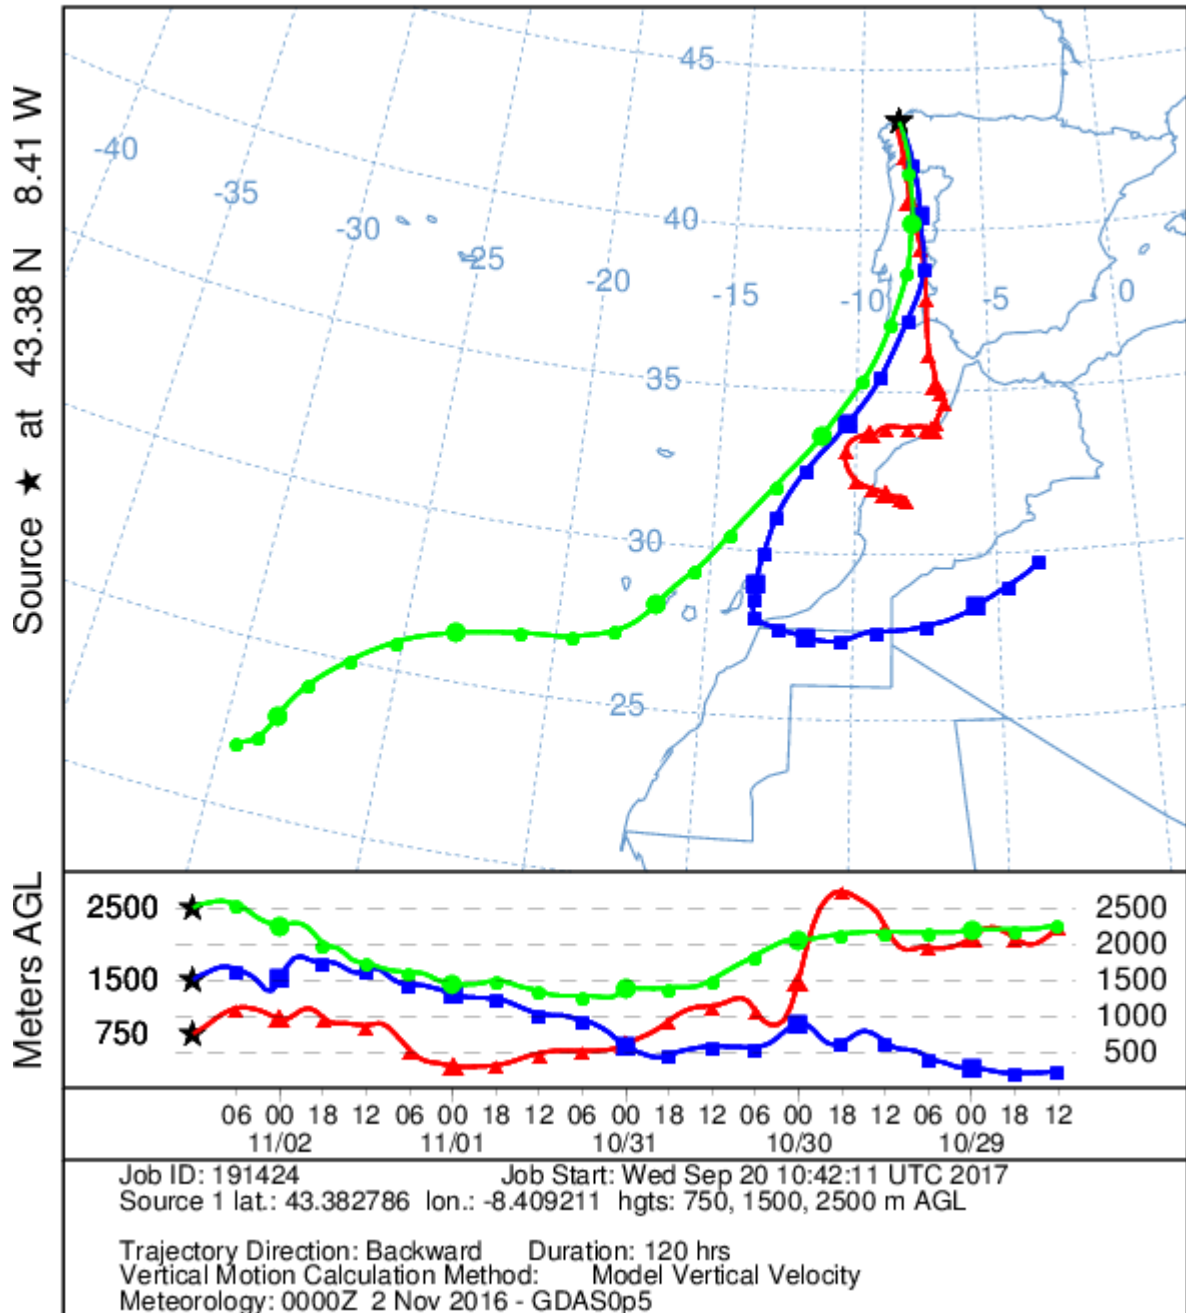 Source ★ at 43.38 N 8.41 W
45
-40
-35
40
-30
-25
-20
-15
-10
-5
0
35
30
25
Meters AGL
2500 2500
2000
1500 1500
1000
750
500
06 00 18 12 06 00 18 12 06 00 18 12 06 00 18 12 06 00 18 12
11/02 11/01 10/31 10/30 10/29
Job ID: 191424 Job Start: Wed Sep 20 10:42:11 UTC 2017
Source 1 lat.: 43.382786 lon.: -8.409211 hgts: 750, 1500, 2500 m AGL
Trajectory Direction: Backward Duration: 120 hrs
Vertical Motion Calculation Method: Model Vertical Velocity
Meteorology: 0000Z 2 Nov 2016 - GDAS0p5